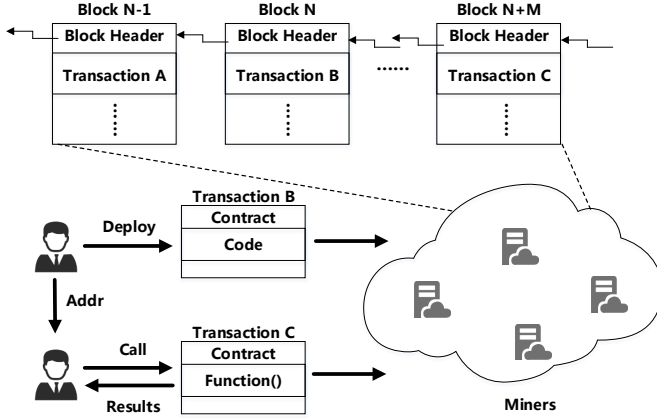 Block N-1
Block N
Block N+M
Block Header
Block Header
Block Header
Transaction A
Transaction B
......
Transaction C
Transaction B
Contract
Code
Deploy
Addr
Transaction C
Contract
Function()
Call
Results
Miners